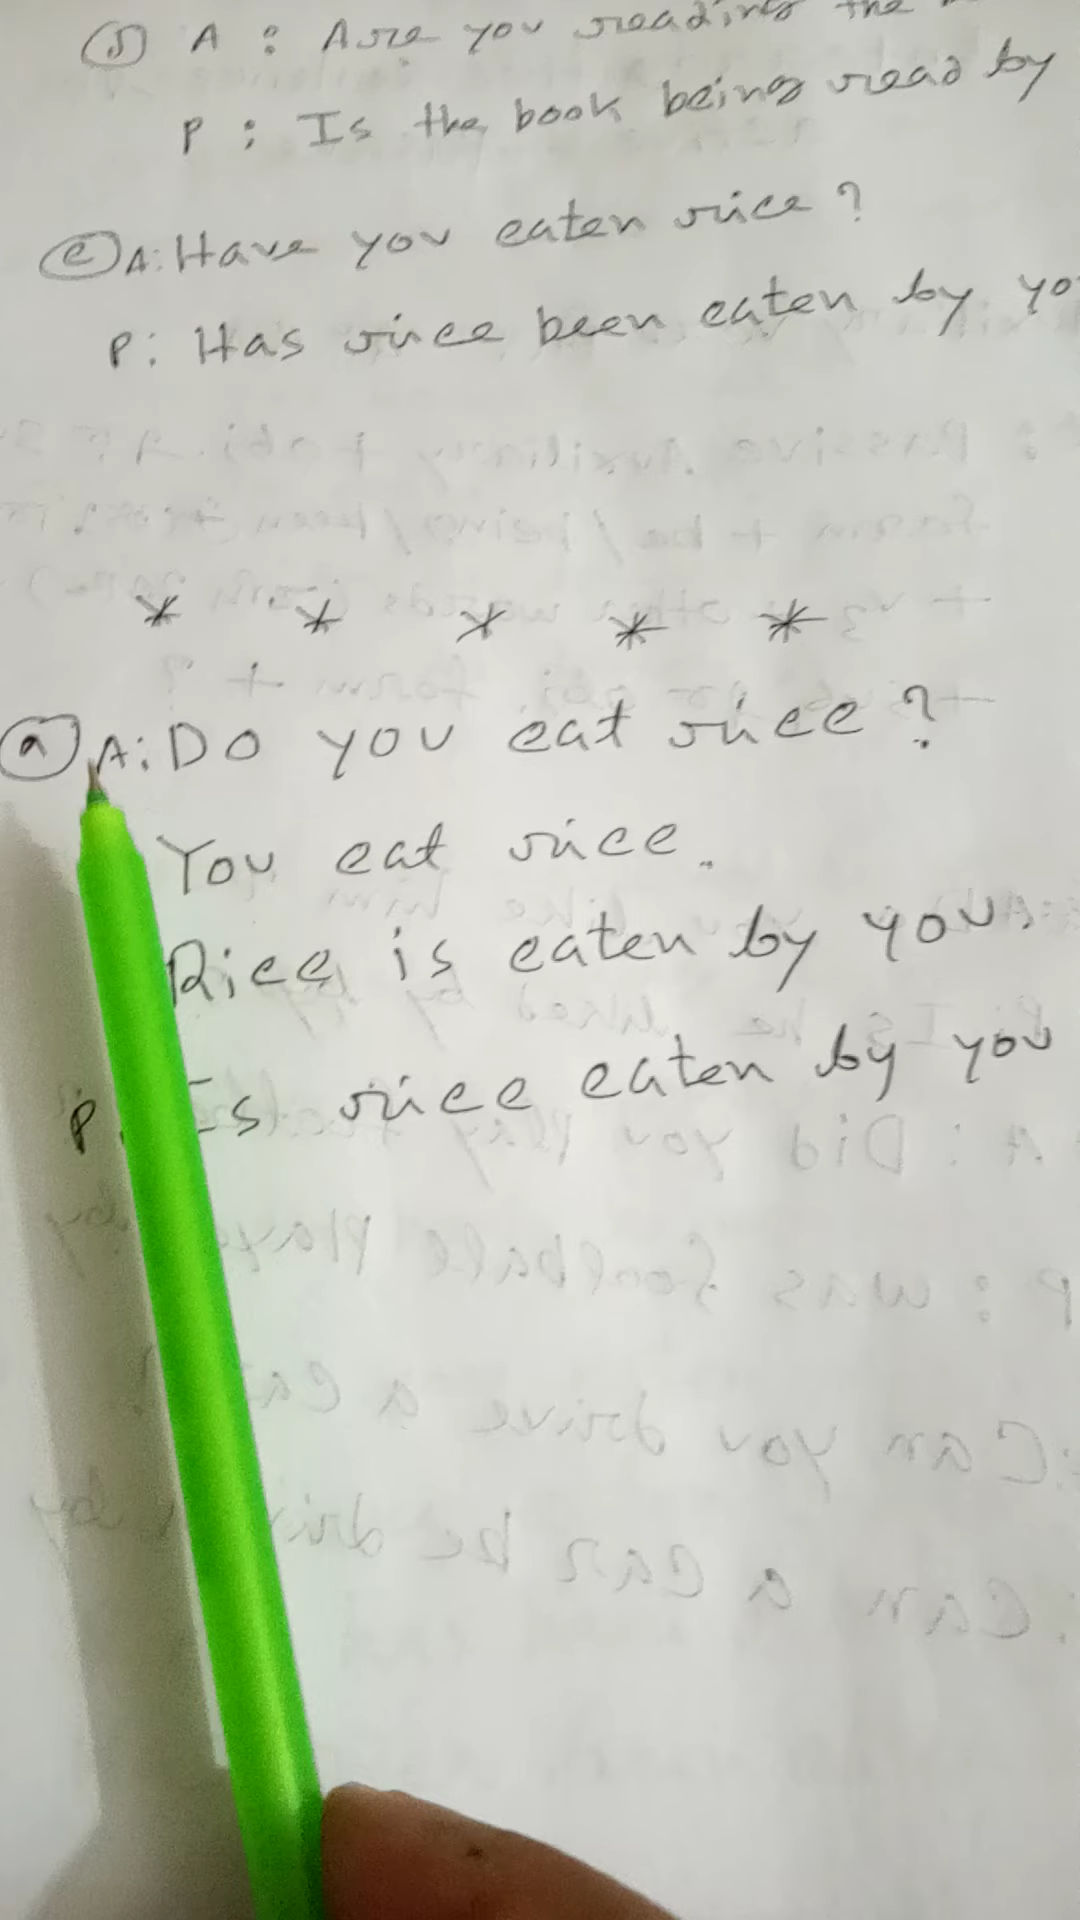 A : Are you reading the
P : Is the book being read by
(e) A: Have you eaten rice ?
P: Has rice been eaten by yo
* * * * *
(a) A: Do you eat rice ?
You eat rice.
Rice is eaten by you.
P Is rice eaten by you